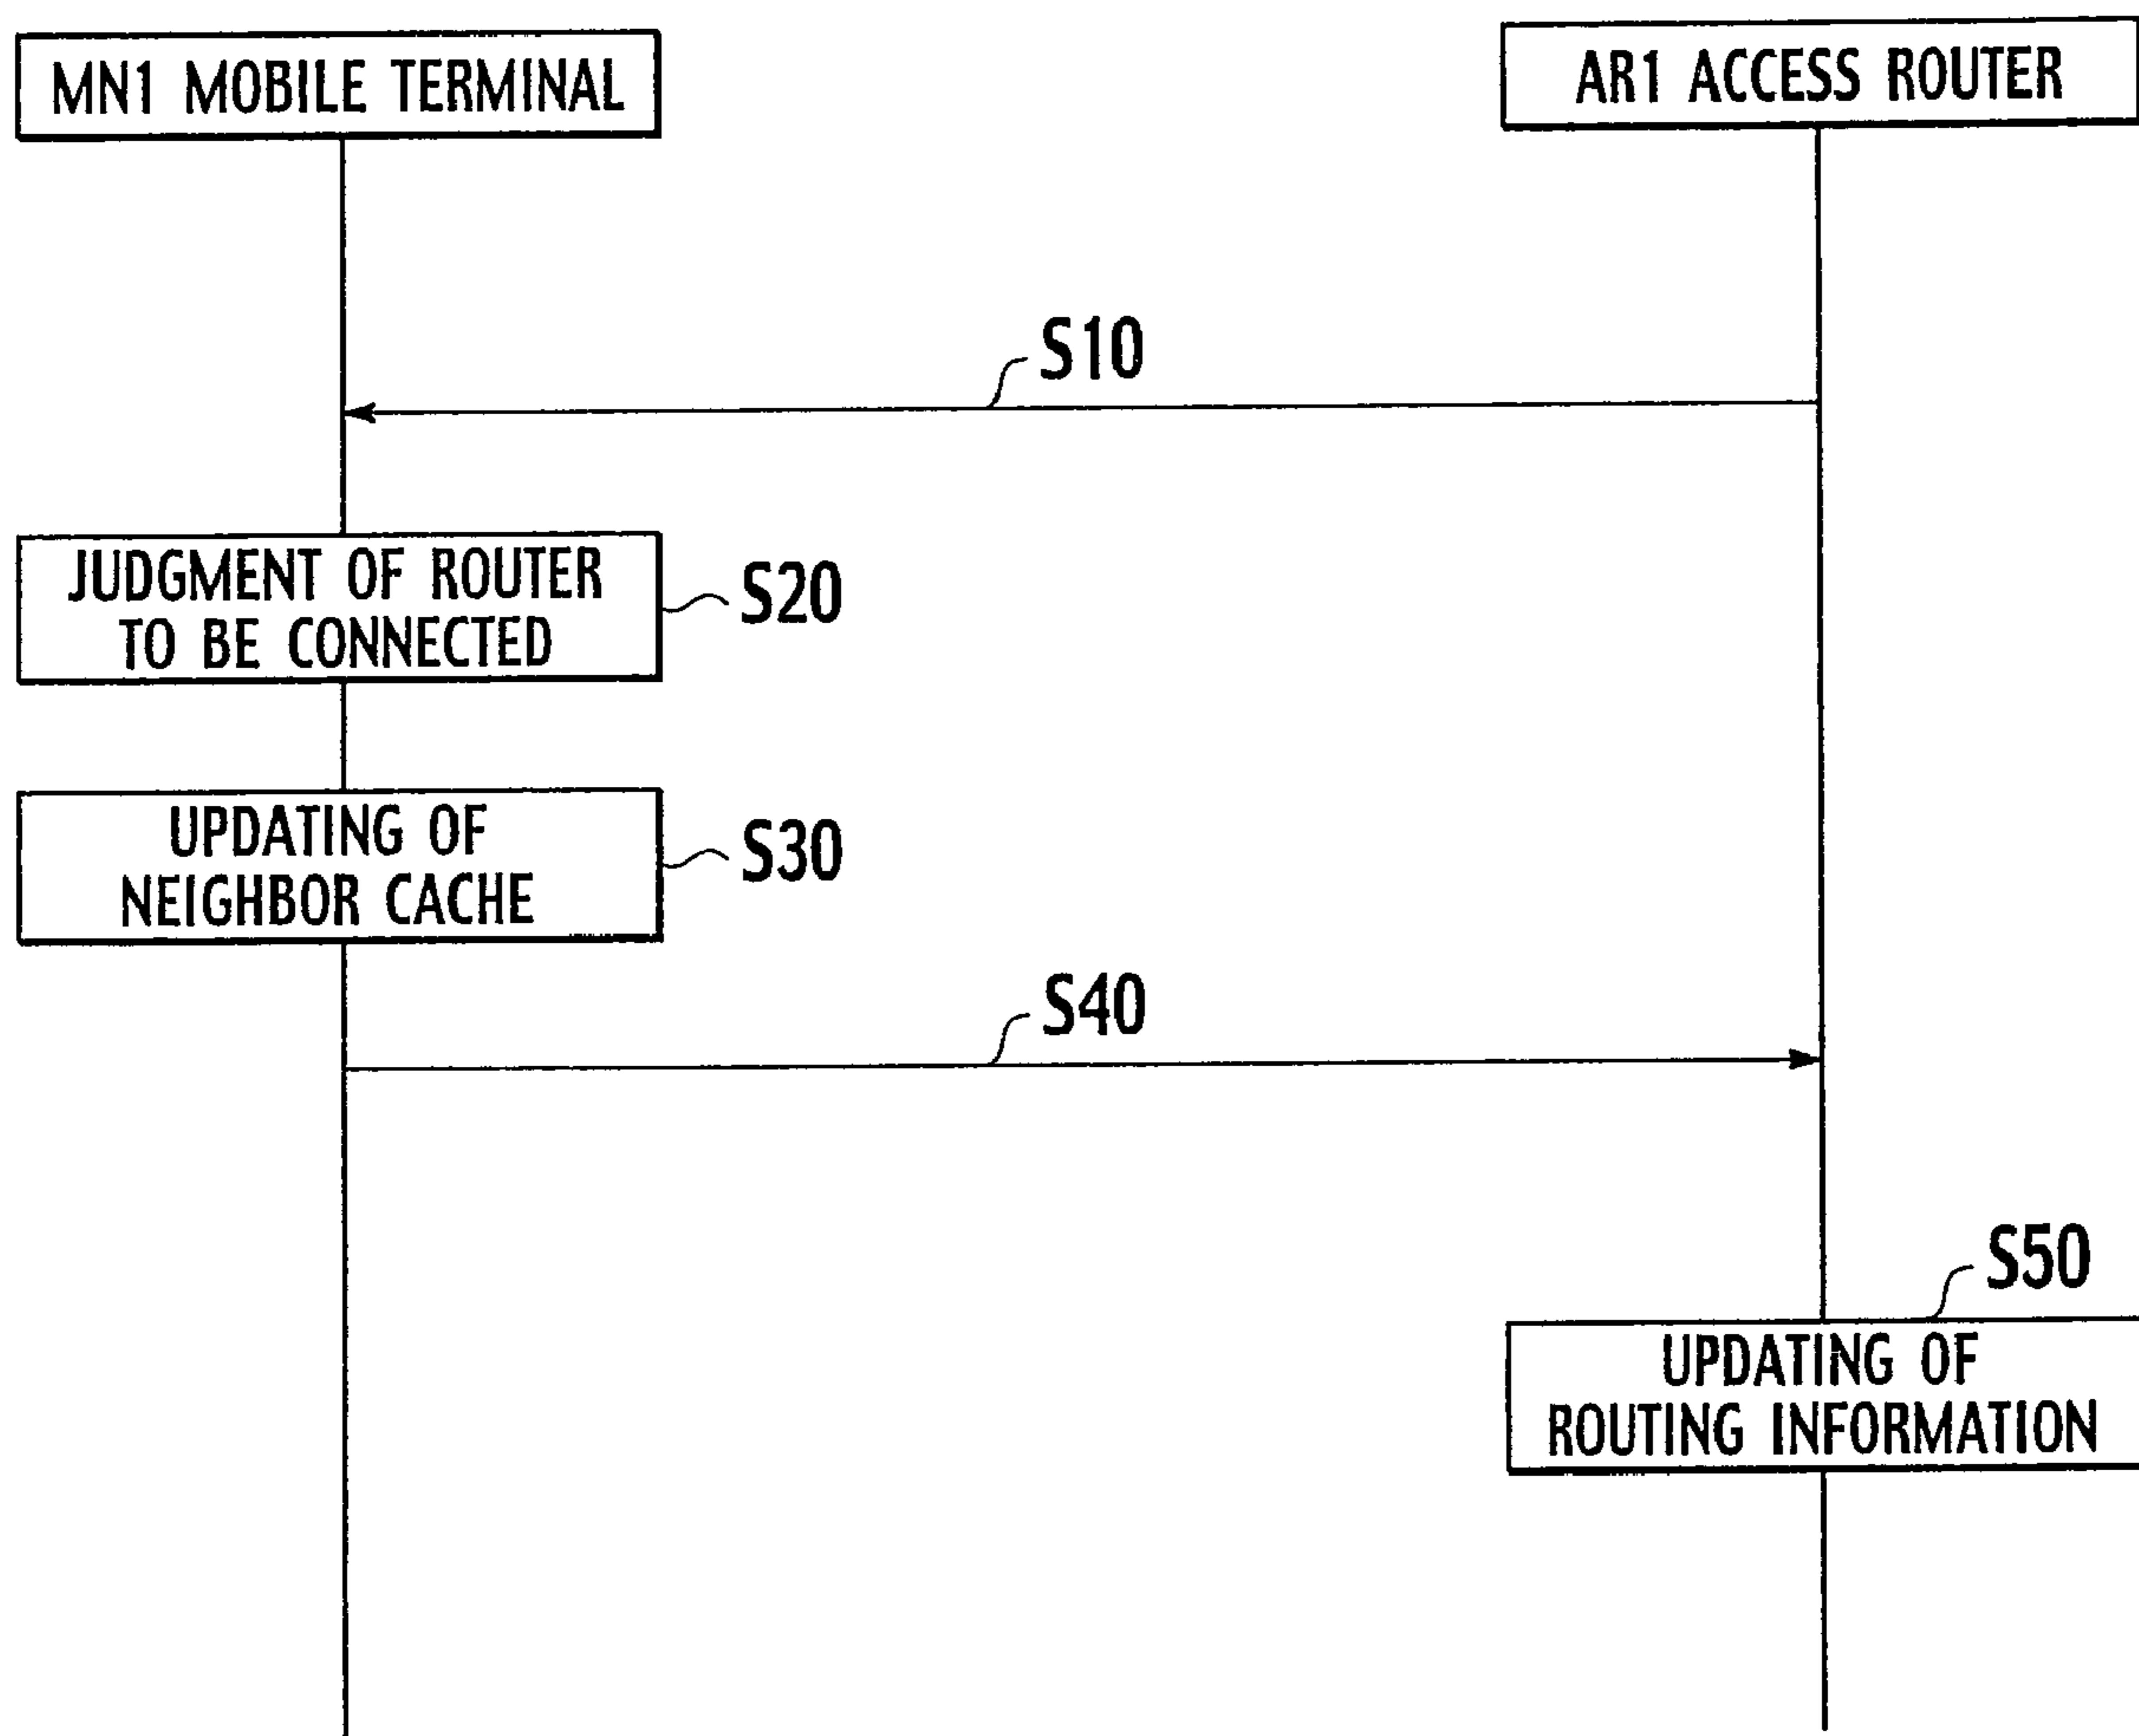 MN1 MOBILE TERMINAL
AR1 ACCESS ROUTER
S10
JUDGMENT OF ROUTER
TO BE CONNECTED
S20
UPDATING OF
NEIGHBOR CACHE
S30
S40
S50
UPDATING OF
ROUTING INFORMATION